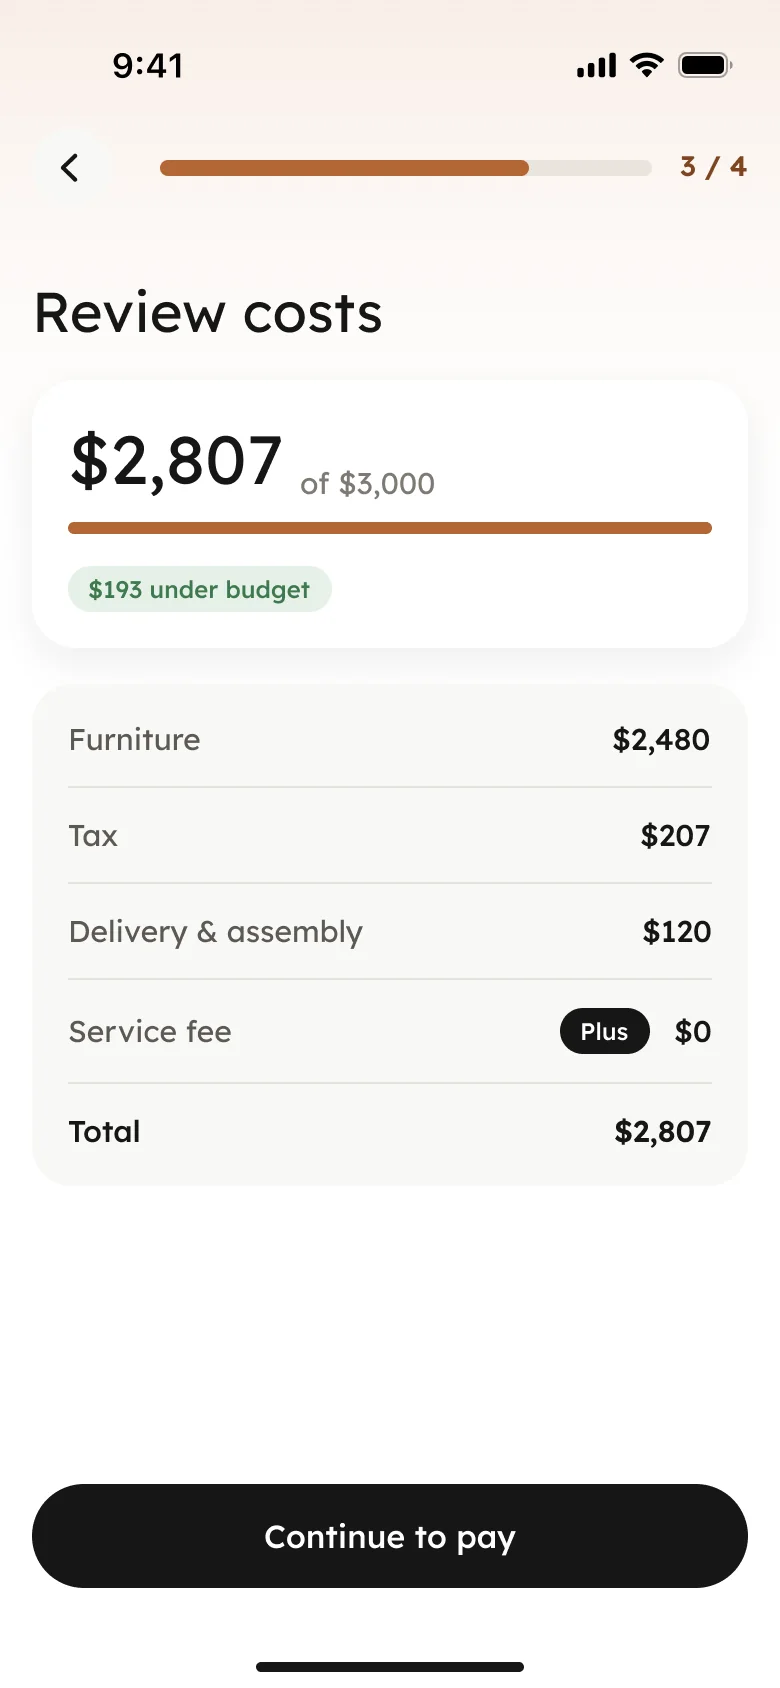 9:41
3 / 4
Review costs
$2,807 of $3,000
$193 under budget
Furniture $2,480
Tax $207
Delivery & assembly $120
Service fee Plus $0
Total $2,807
Continue to pay